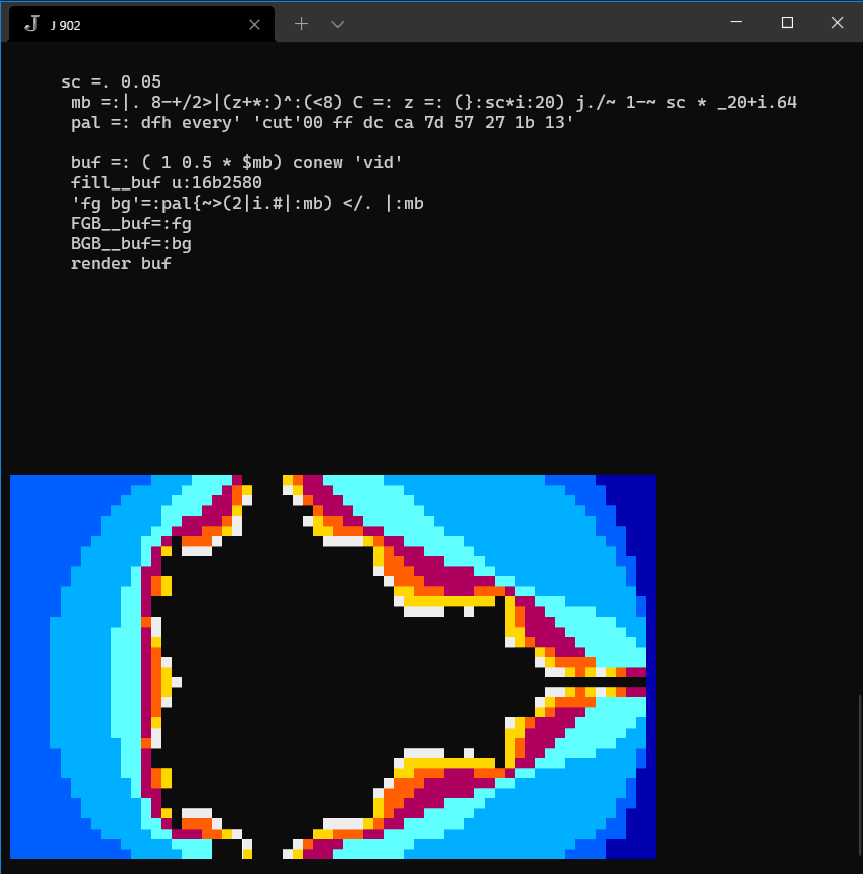 J J 902
sc =. 0.05
mb =:|. 8-+/2>|(z+*:)^:(<8) C =: z =: (}:sc*i:20) j./~ 1-~ sc * _20+i.64
pal =: dfh every' 'cut'00 ff dc ca 7d 57 27 1b 13'
buf =: ( 1 0.5 * $mb) conew 'vid'
fill__buf u:16b2580
'fg bg'=:pal{~>(2|i.#|:mb) </. |:mb
FGB__buf=:fg
BGB__buf=:bg
render buf